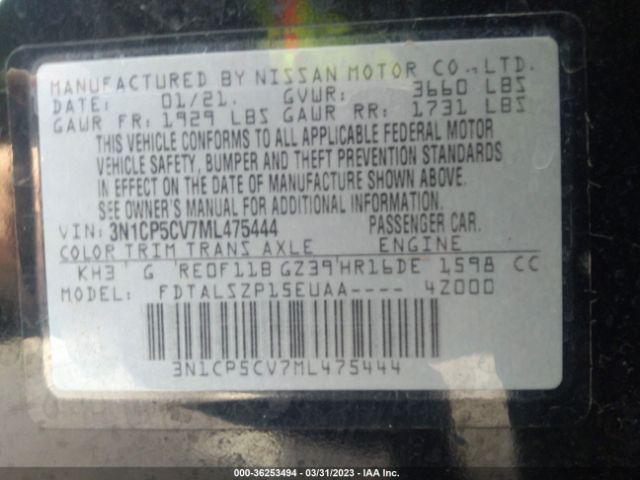 MANUFACTURED BY NISSAN MOTOR CO., LTD.
DATE: 01/21. GVWR: 3660 LBS
GAWR FR: 1929 LBS GAWR RR: 1731 LBS
THIS VEHICLE CONFORMS TO ALL APPLICABLE FEDERAL MOTOR
VEHICLE SAFETY, BUMPER AND THEFT PREVENTION STANDARDS
IN EFFECT ON THE DATE OF MANUFACTURE SHOWN ABOVE.
SEE OWNER'S MANUAL FOR ADDITIONAL INFORMATION.
VIN: 3N1CP5CV7ML475444 PASSENGER CAR.
COLOR TRIM TRANS AXLE ENGINE
KH3 G RE0F11B GZ39 HR16DE 1598 CC
MODEL: FDTALSZP15EUAA---- 4Z000
3N1CP5CV7ML475444
000-36253494 - 03/31/2023 - IAA Inc.